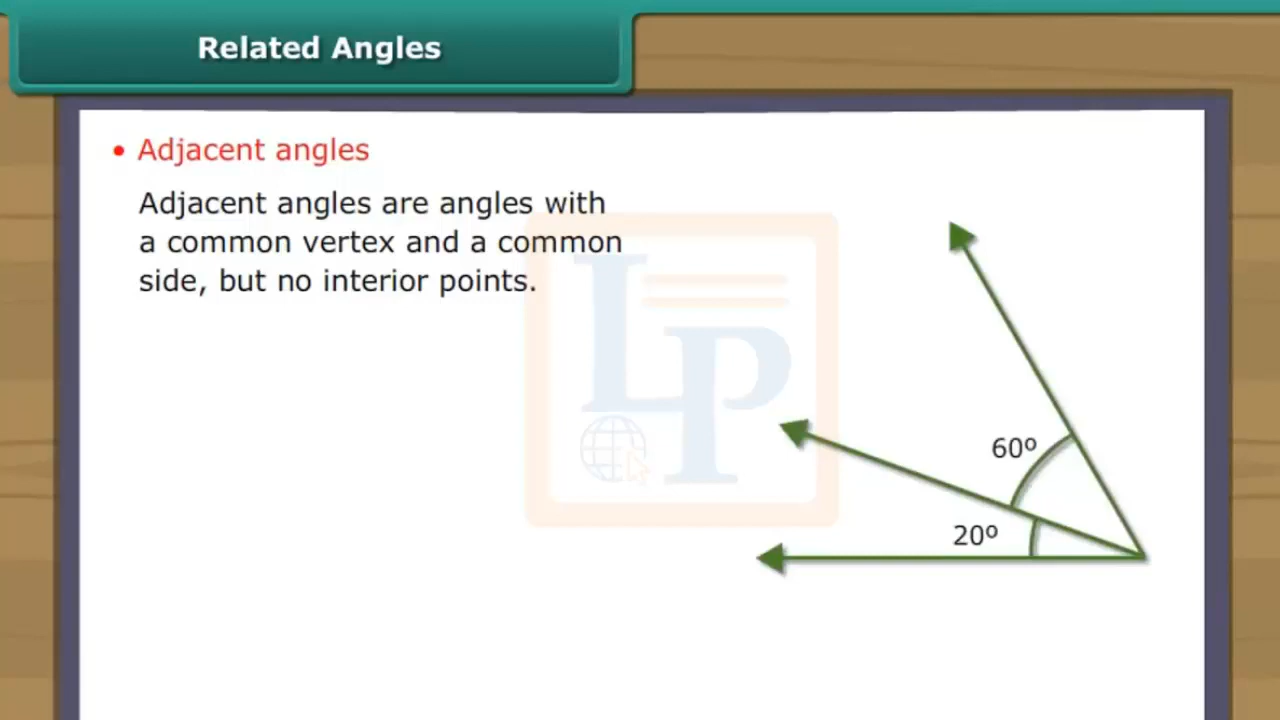 Related Angles
• Adjacent angles
Adjacent angles are angles with
a common vertex and a common
side, but no interior points.
LP
60º
20º